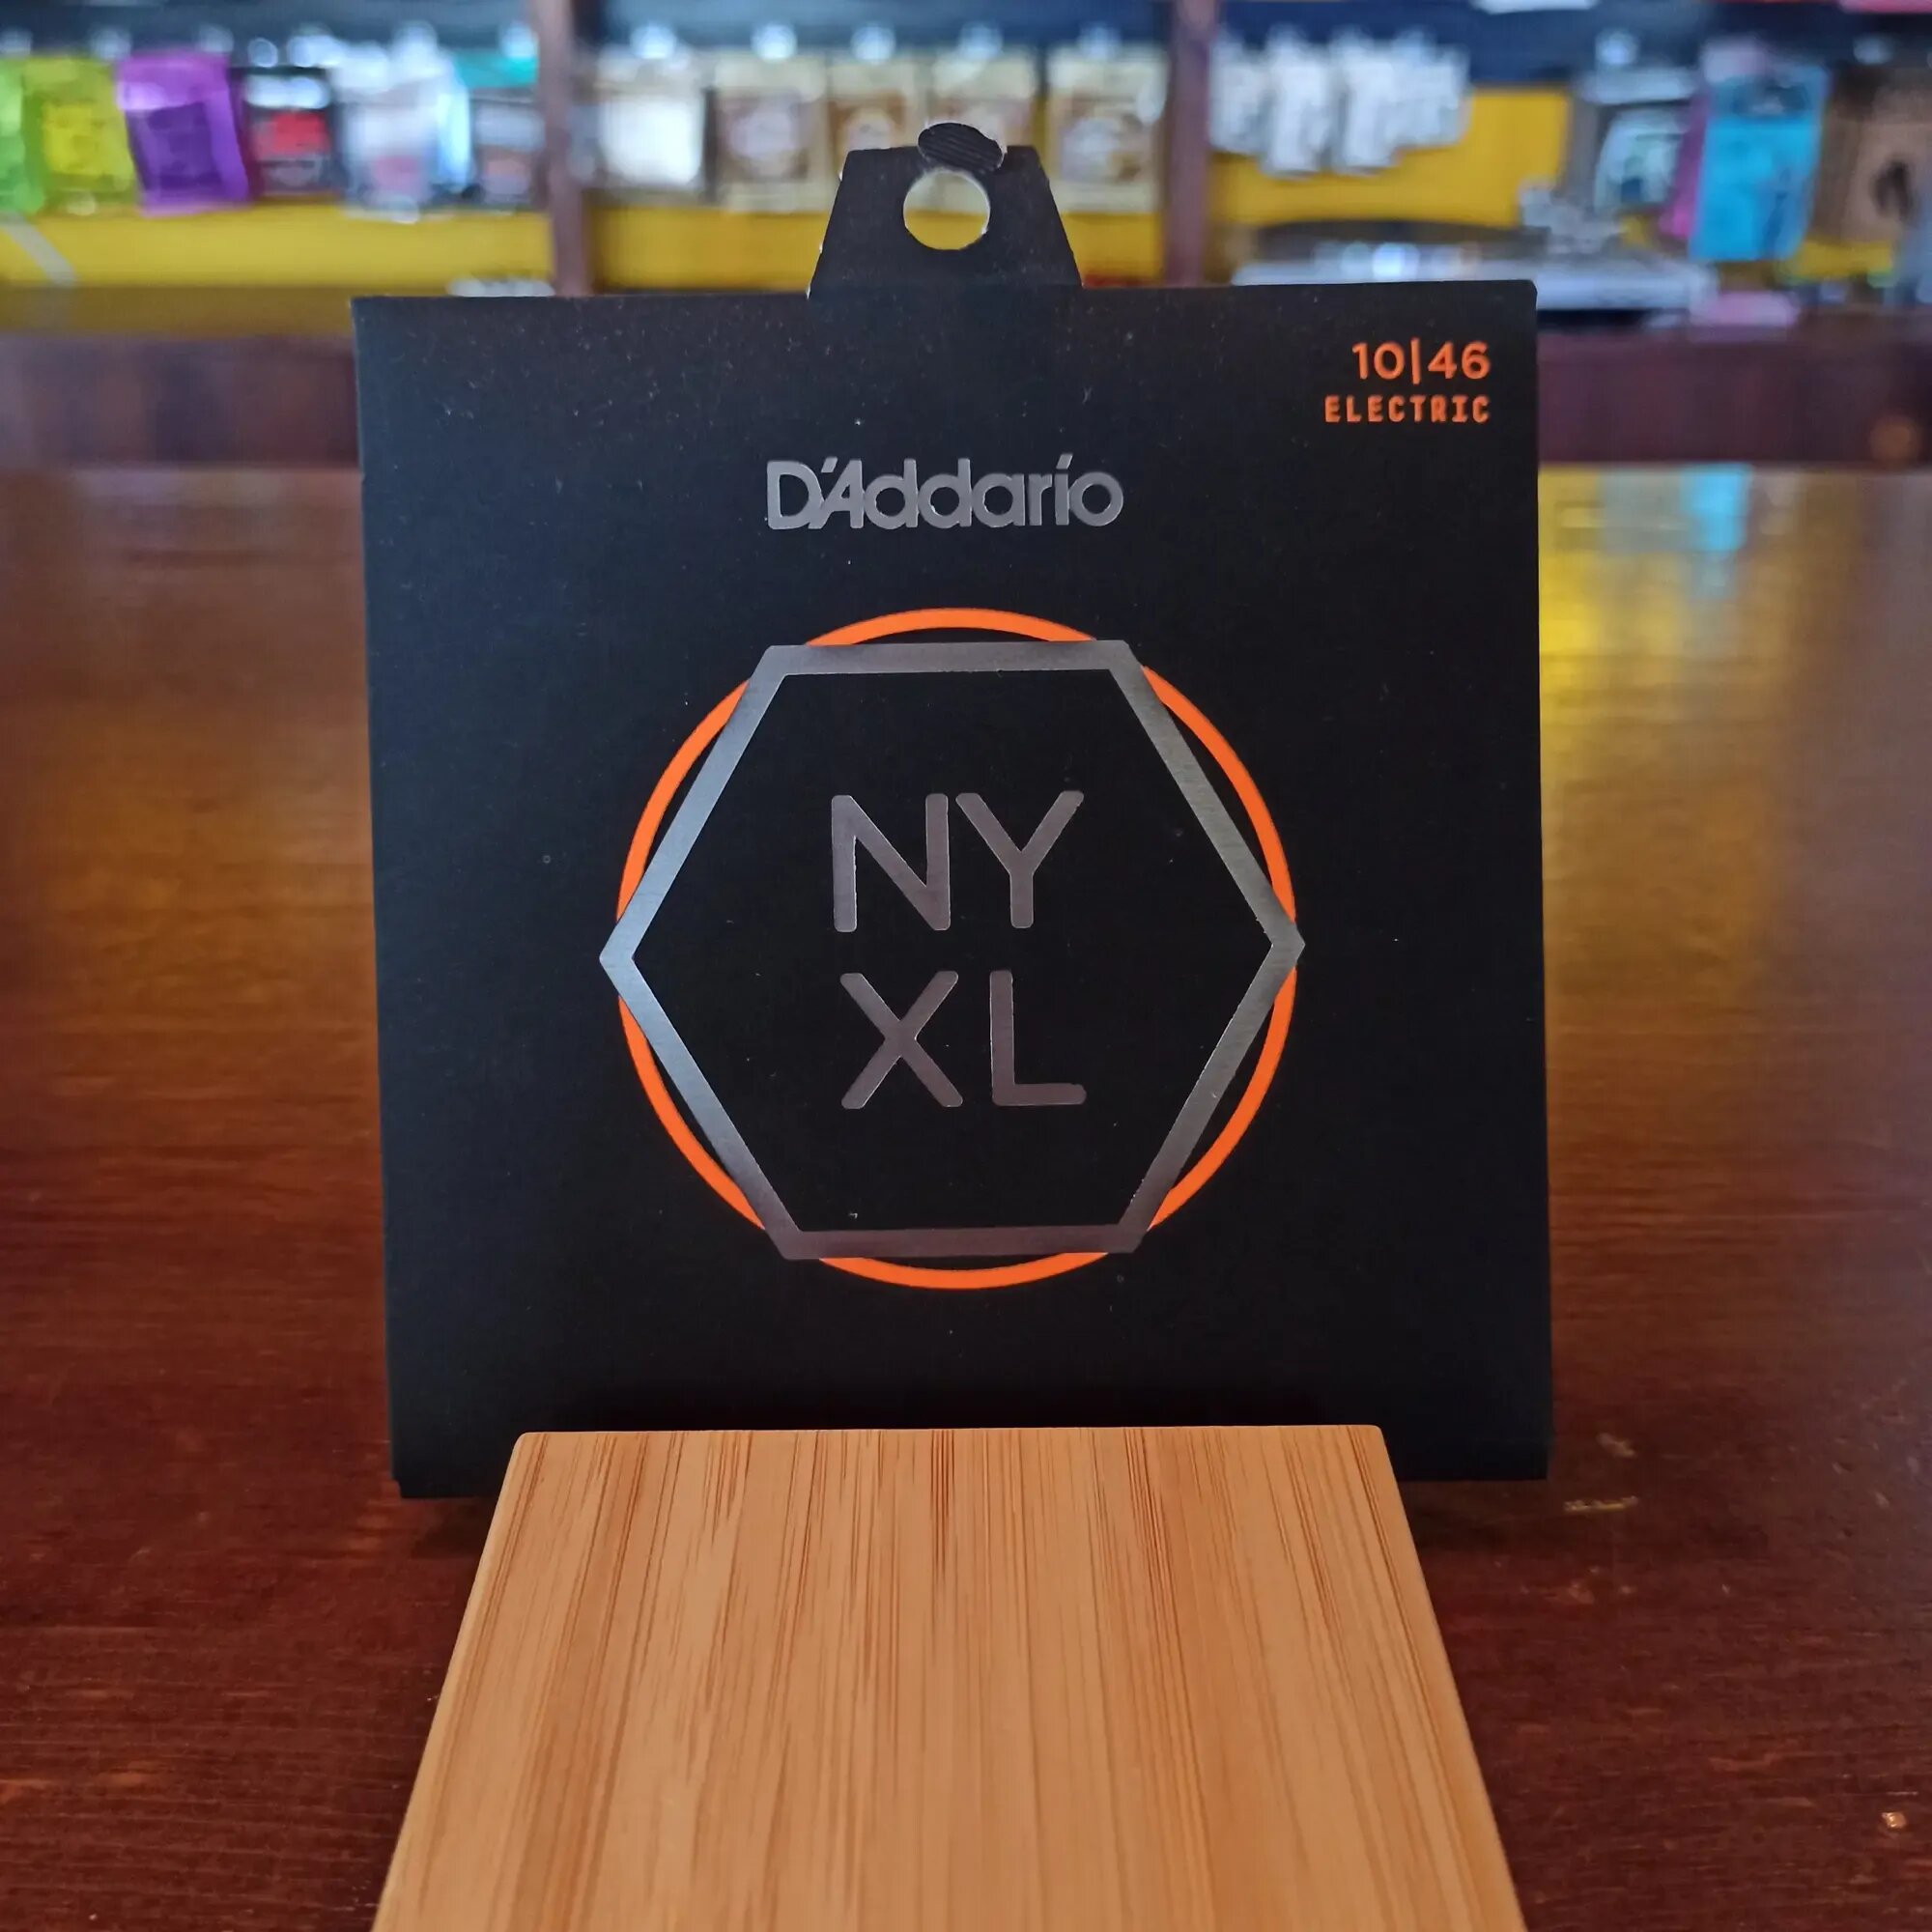 10|46
ELECTRIC
D'Addario
NY
XL